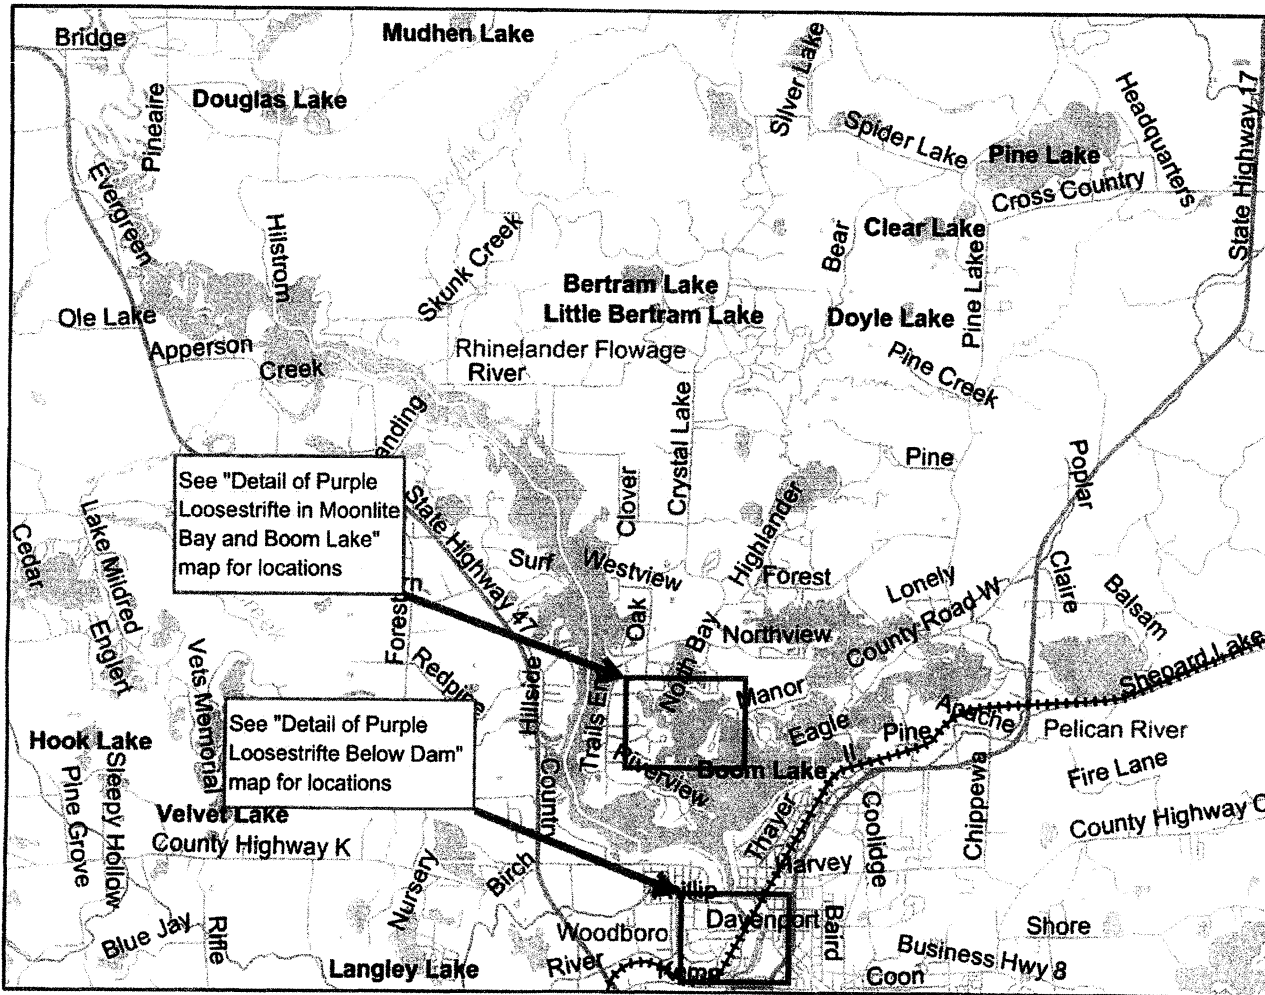 Bridge
Mudhen Lake
Silver Lake
Headquarters
State Highway 17
Pineaire
Douglas Lake
Spider Lake
Pine Lake
Cross Country
Evergreen
Hilstrom
Skunk Creek
Bear
Clear Lake
Pine Lake
Bertram Lake
Little Bertram Lake
Doyle Lake
Ole Lake
Apperson
Creek
Rhinelander Flowage
River
Pine Creek
Crystal Lake
anding
Pine
Poplar
See "Detail of Purple
Loosestrifte in Moonlite
Bay and Boom Lake"
map for locations
State Highway 47
Clover
Highlander
Cedar
Lake Mildred
Surf
Westview
Forest
Lonely
Claire
Balsam
rn
Forest
Oak
North Bay
Northview
County Road W
Englert
Vets Memorial
Redpine
Hillside
Trails En
Manor
Shepard Lake
See "Detail of Purple
Loosestrifte Below Dam"
map for locations
Eagle
Pine
Apache
Pelican River
Hook Lake
Riverview
Boom Lake
II
Fire Lane
Pine Grove
Sleepy Hollow
Velvet Lake
County Highway K
Country
Thayer
Coolidge
Chippewa
County Highway C
Nursery
Birch
Harvey
Phillip
Blue Jay
Rifle
Woodboro
Davenport
Baird
Shore
Langley Lake
River
Kemp
Business Hwy 8
Coon